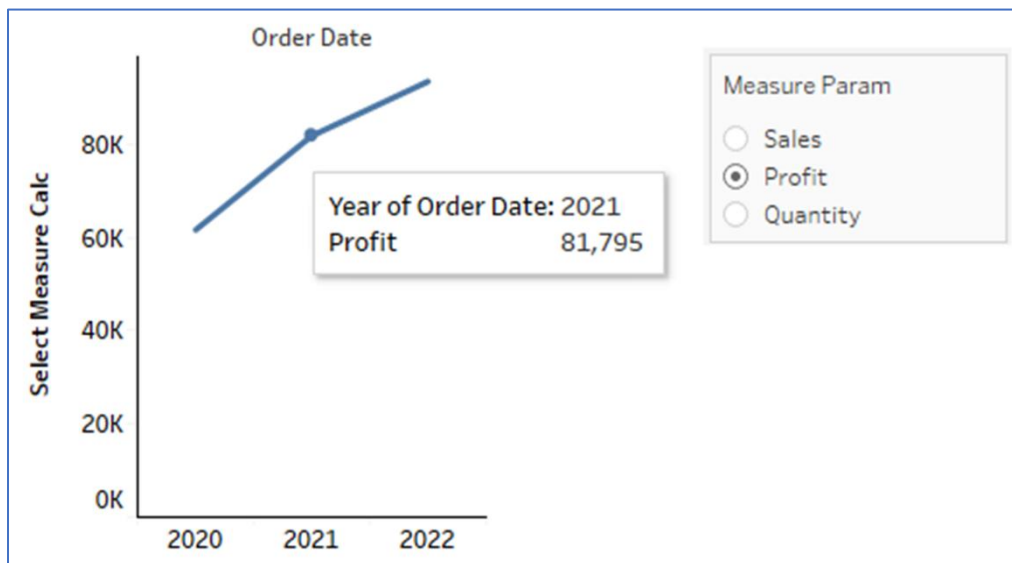 Order Date
80K
60K
40K
20K
0K
Select Measure Calc
2020 2021 2022
Year of Order Date: 2021
Profit 81,795
Measure Param
Sales
Profit
Quantity